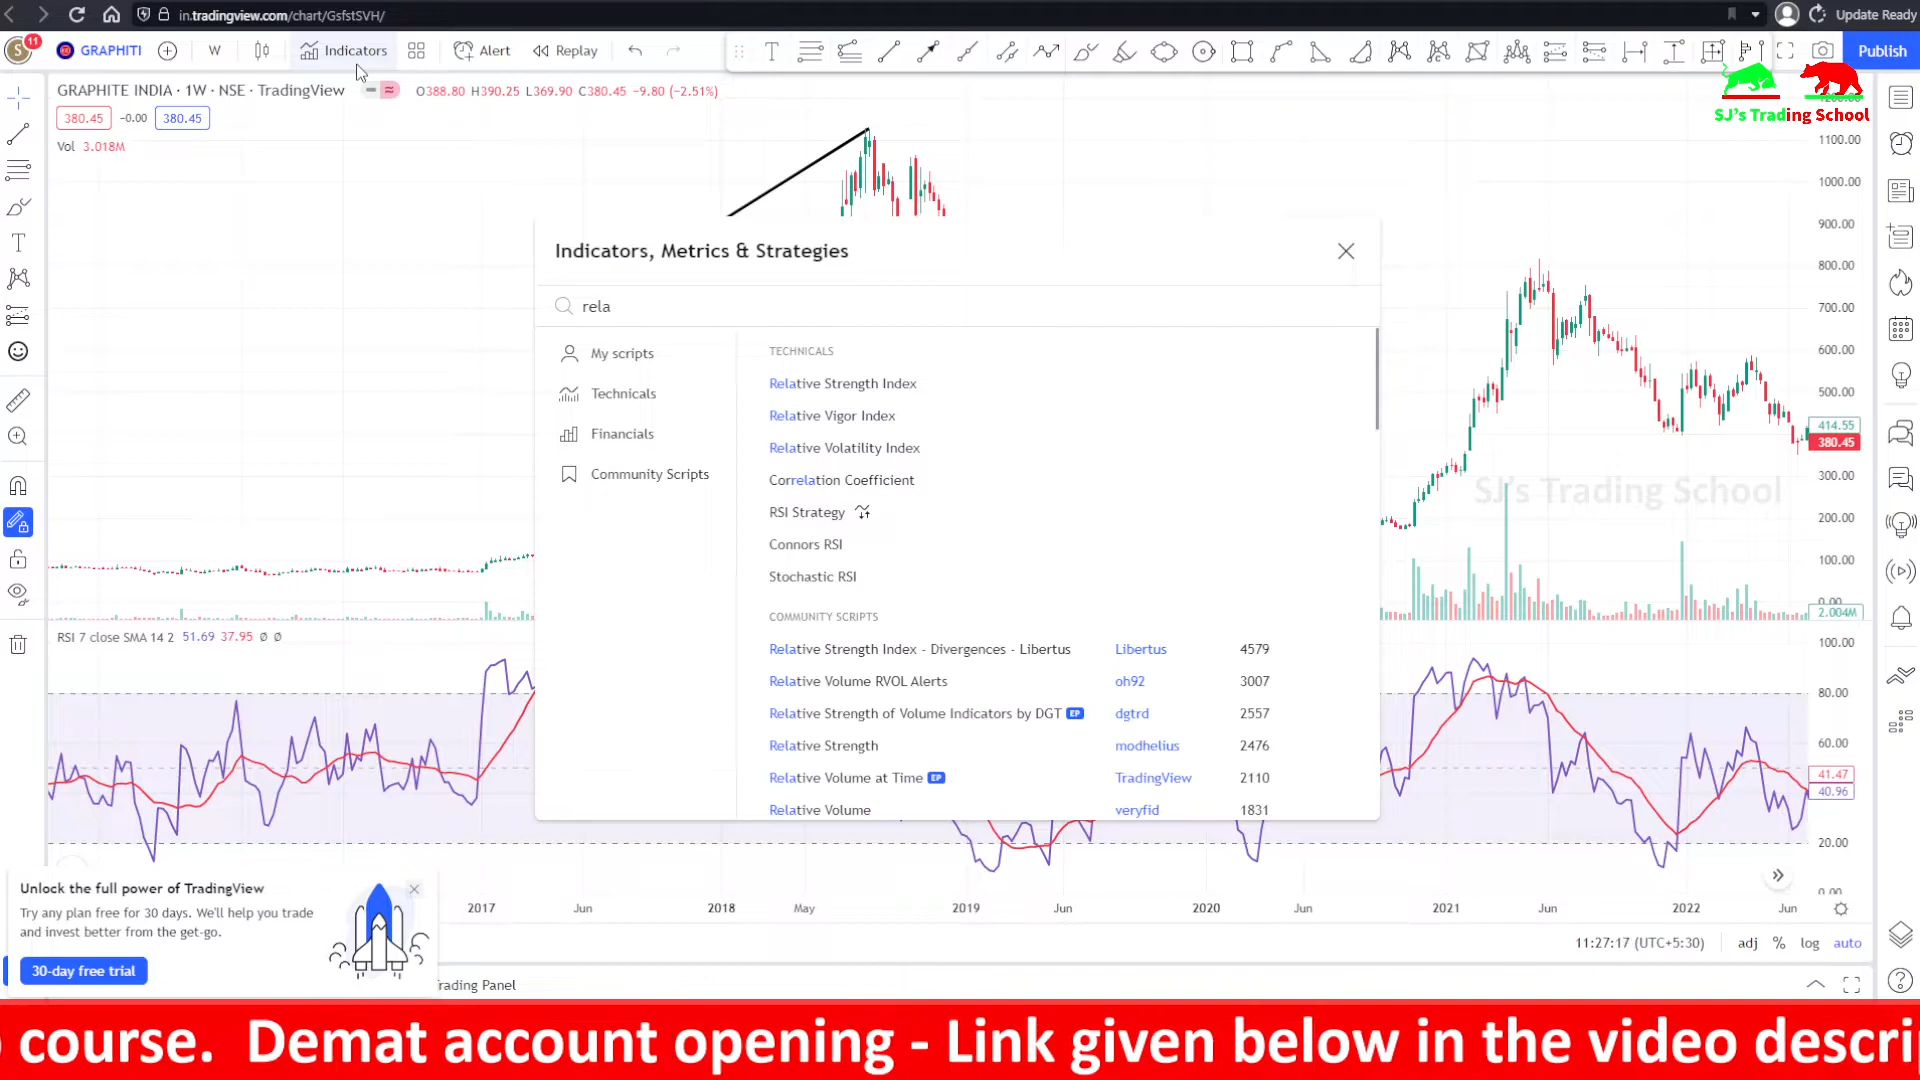 in.tradingview.com/chart/GsfstSVH/
Update Ready
S 11
GRAPHITI
W
Indicators
Alert
Replay
Publish
GRAPHITE INDIA · 1W · NSE · TradingView
O388.80 H390.25 L369.90 C380.45 -9.80 (-2.51%)
380.45 -0.00 380.45
Vol 3.018M
SJ's Trading School
1100.00
1000.00
900.00
800.00
700.00
600.00
500.00
414.55
380.45
300.00
200.00
100.00
2.004M
SJ's Trading School
Indicators, Metrics & Strategies
rela
My scripts
Technicals
Financials
Community Scripts
TECHNICALS
Relative Strength Index
Relative Vigor Index
Relative Volatility Index
Correlation Coefficient
RSI Strategy
Connors RSI
Stochastic RSI
COMMUNITY SCRIPTS
Relative Strength Index - Divergences - Libertus Libertus 4579
Relative Volume RVOL Alerts oh92 3007
Relative Strength of Volume Indicators by DGT EP dgtrd 2557
Relative Strength modhelius 2476
Relative Volume at Time EP TradingView 2110
Relative Volume veryfid 1831
RSI 7 close SMA 14 2 51.69 37.95 Ø Ø
100.00
80.00
60.00
41.47
40.96
20.00
0.00
2017 Jun 2018 May 2019 Jun 2020 Jun 2021 Jun 2022 Jun
Unlock the full power of TradingView
Try any plan free for 30 days. We'll help you trade
and invest better from the get-go.
30-day free trial
11:27:17 (UTC+5:30) adj % log auto
rading Panel
course. Demat account opening - Link given below in the video descri